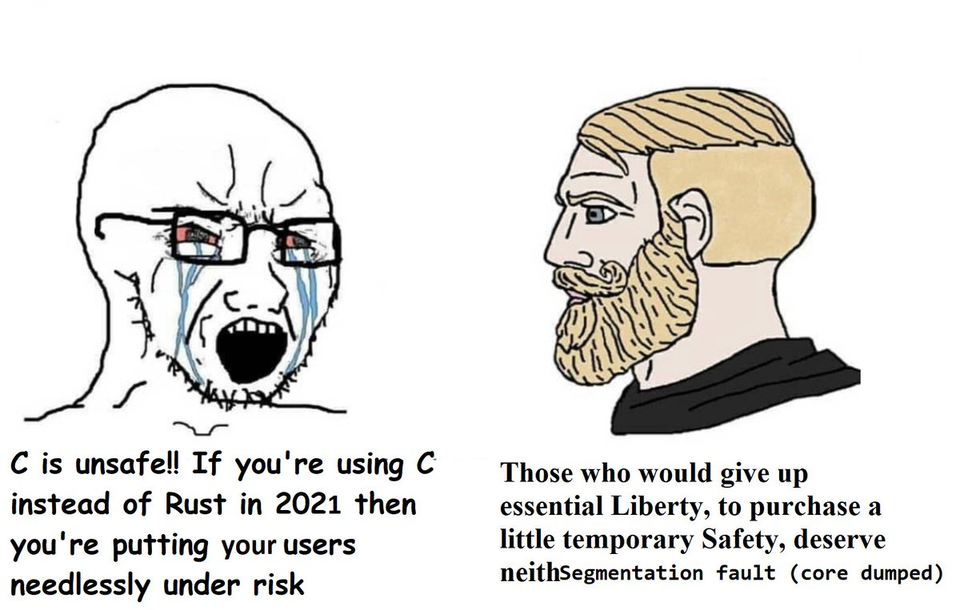 C is unsafe!! If you're using C
instead of Rust in 2021 then
you're putting your users
needlessly under risk
Those who would give up
essential Liberty, to purchase a
little temporary Safety, deserve
neithSegmentation fault (core dumped)